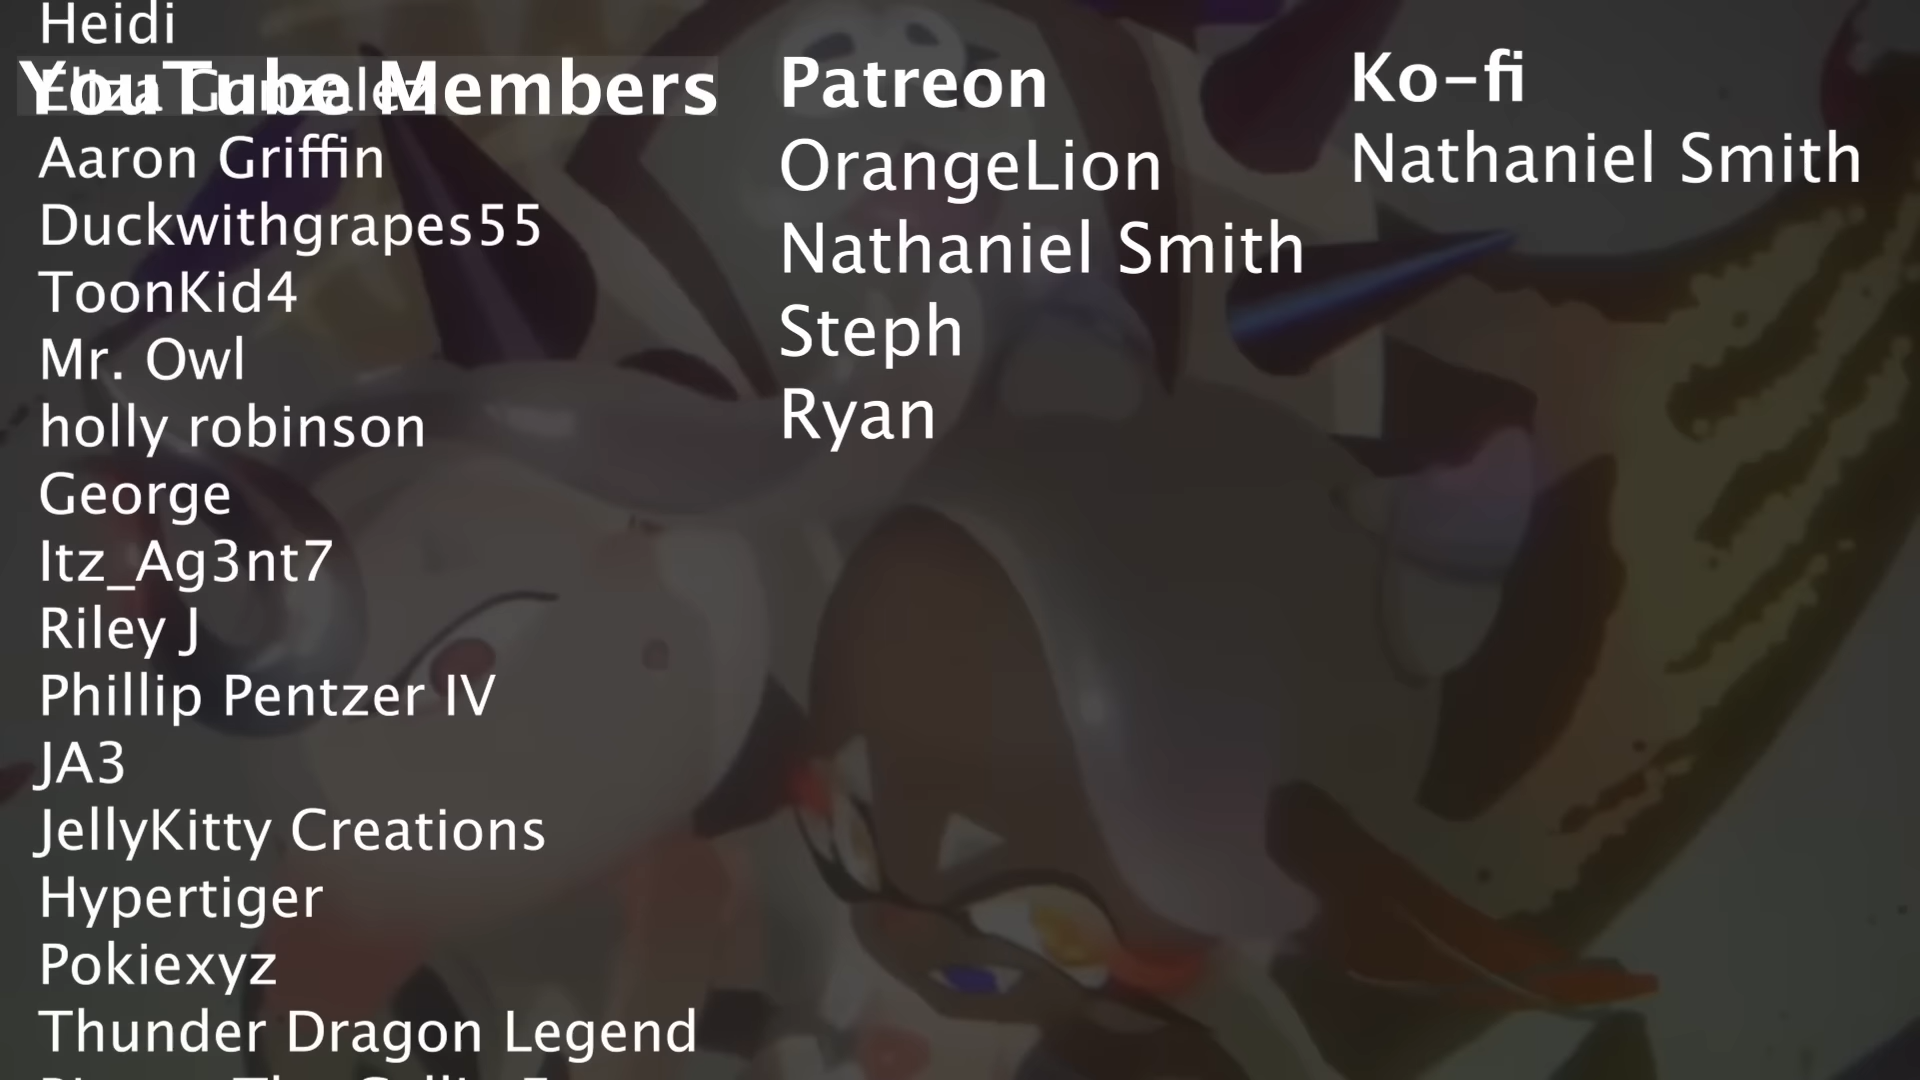 Heidi
YouTube Members
Aaron Griffin
Duckwithgrapes55
ToonKid4
Mr. Owl
holly robinson
George
Itz_Ag3nt7
Riley J
Phillip Pentzer IV
JA3
JellyKitty Creations
Hypertiger
Pokiexyz
Thunder Dragon Legend
Patreon
OrangeLion
Nathaniel Smith
Steph
Ryan
Ko-fi
Nathaniel Smith